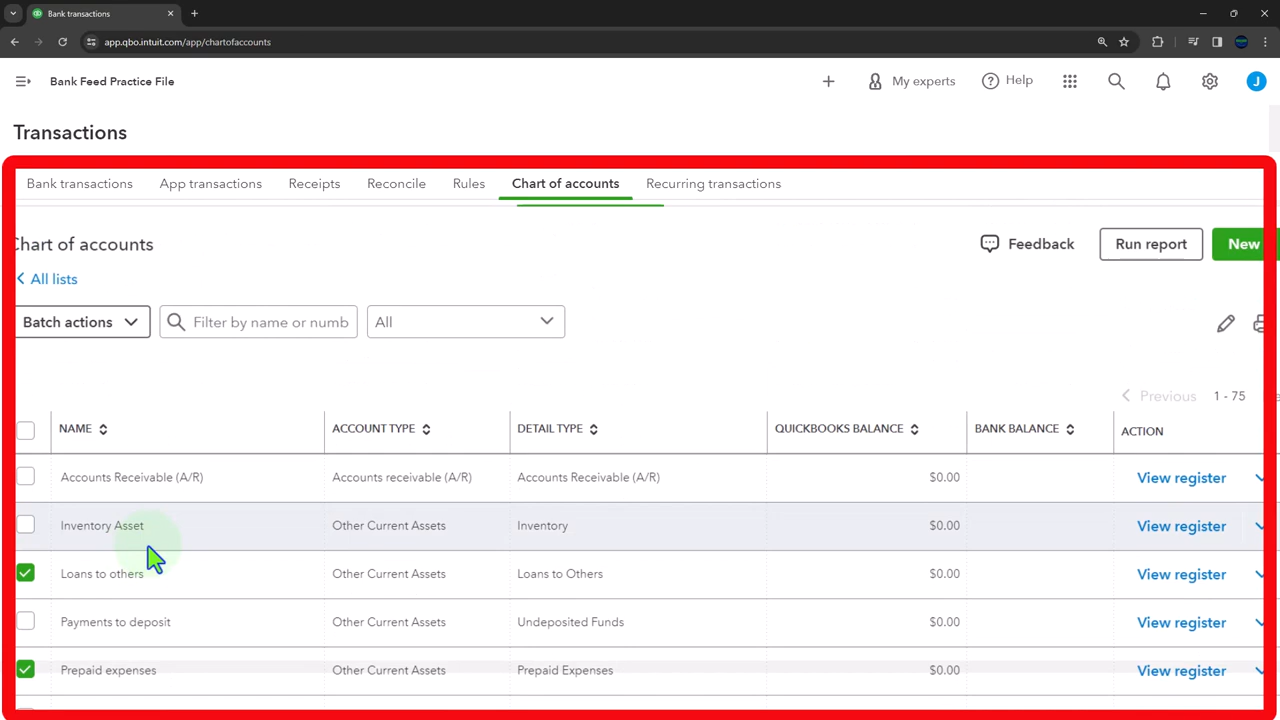 Bank transactions
app.qbo.intuit.com/app/chartofaccounts
Bank Feed Practice File
My experts
Help
J
Transactions
Bank transactions App transactions Receipts Reconcile Rules Chart of accounts Recurring transactions
Chart of accounts
Feedback
Run report
New
All lists
Batch actions
Filter by name or numb
All
Previous 1 - 75
NAME ACCOUNT TYPE DETAIL TYPE QUICKBOOKS BALANCE BANK BALANCE ACTION
Accounts Receivable (A/R) Accounts receivable (A/R) Accounts Receivable (A/R) $0.00 View register
Inventory Asset Other Current Assets Inventory $0.00 View register
Loans to others Other Current Assets Loans to Others $0.00 View register
Payments to deposit Other Current Assets Undeposited Funds $0.00 View register
Prepaid expenses Other Current Assets Prepaid Expenses $0.00 View register